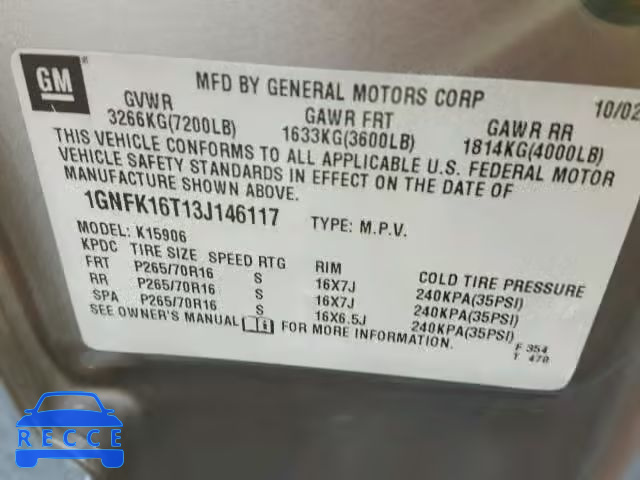 GM
MFD BY GENERAL MOTORS CORP
10/02
GVWR GAWR FRT GAWR RR
3266KG(7200LB) 1633KG(3600LB) 1814KG(4000LB)
THIS VEHICLE CONFORMS TO ALL APPLICABLE U.S. FEDERAL MOTOR
VEHICLE SAFETY STANDARDS IN EFFECT ON THE DATE OF
MANUFACTURE SHOWN ABOVE.
1GNFK16T13J146117 TYPE: M.P.V.
MODEL: K15906
KPDC TIRE SIZE SPEED RTG RIM COLD TIRE PRESSURE
FRT P265/70R16 S 16X7J 240KPA(35PSI)
RR P265/70R16 S 16X7J 240KPA(35PSI)
SPA P265/70R16 S 16X6.5J 240KPA(35PSI)
SEE OWNER'S MANUAL FOR MORE INFORMATION.
F 354
T 470
RECCE